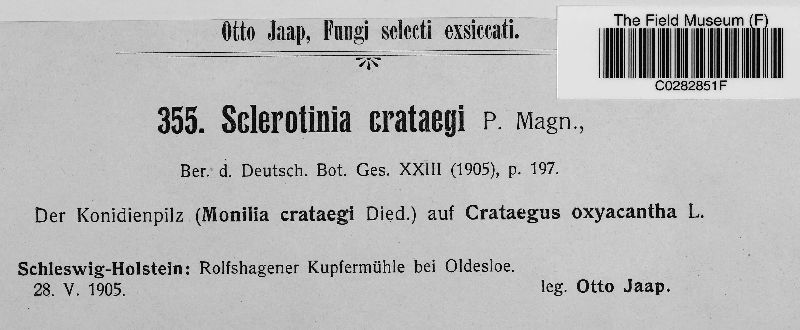 Otto Jaap, Fungi selecti exsiccati.
The Field Museum (F)
C0282851F
355. Sclerotinia crataegi P. Magn.,
Ber. d. Deutsch. Bot. Ges. XXIII (1905), p. 197.
Der Konidienpilz (Monilia crataegi Died.) auf Crataegus oxyacantha L.
Schleswig-Holstein: Rolfshagener Kupfermühle bei Oldesloe.
28. V. 1905. leg. Otto Jaap.